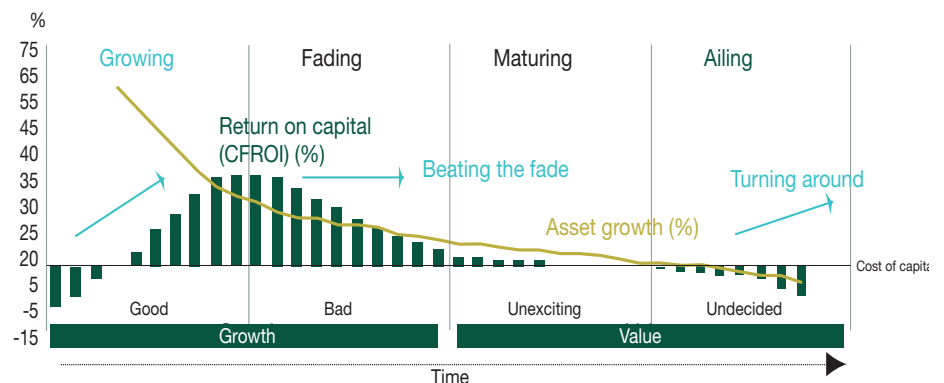 %
75
65
55
45
40
35
30
25
20
5
-5
-15
Growing
Fading
Maturing
Ailing
Return on capital
(CFROI) (%)
Beating the fade
Turning around
Asset growth (%)
Cost of capita
Good
Bad
Unexciting
Undecided
Growth
Value
Time